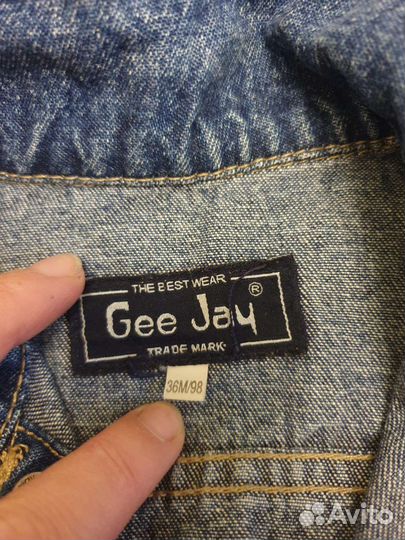 THE BEST WEAR
Gee Jay ®
TRADE MARK
36M/98
Avito